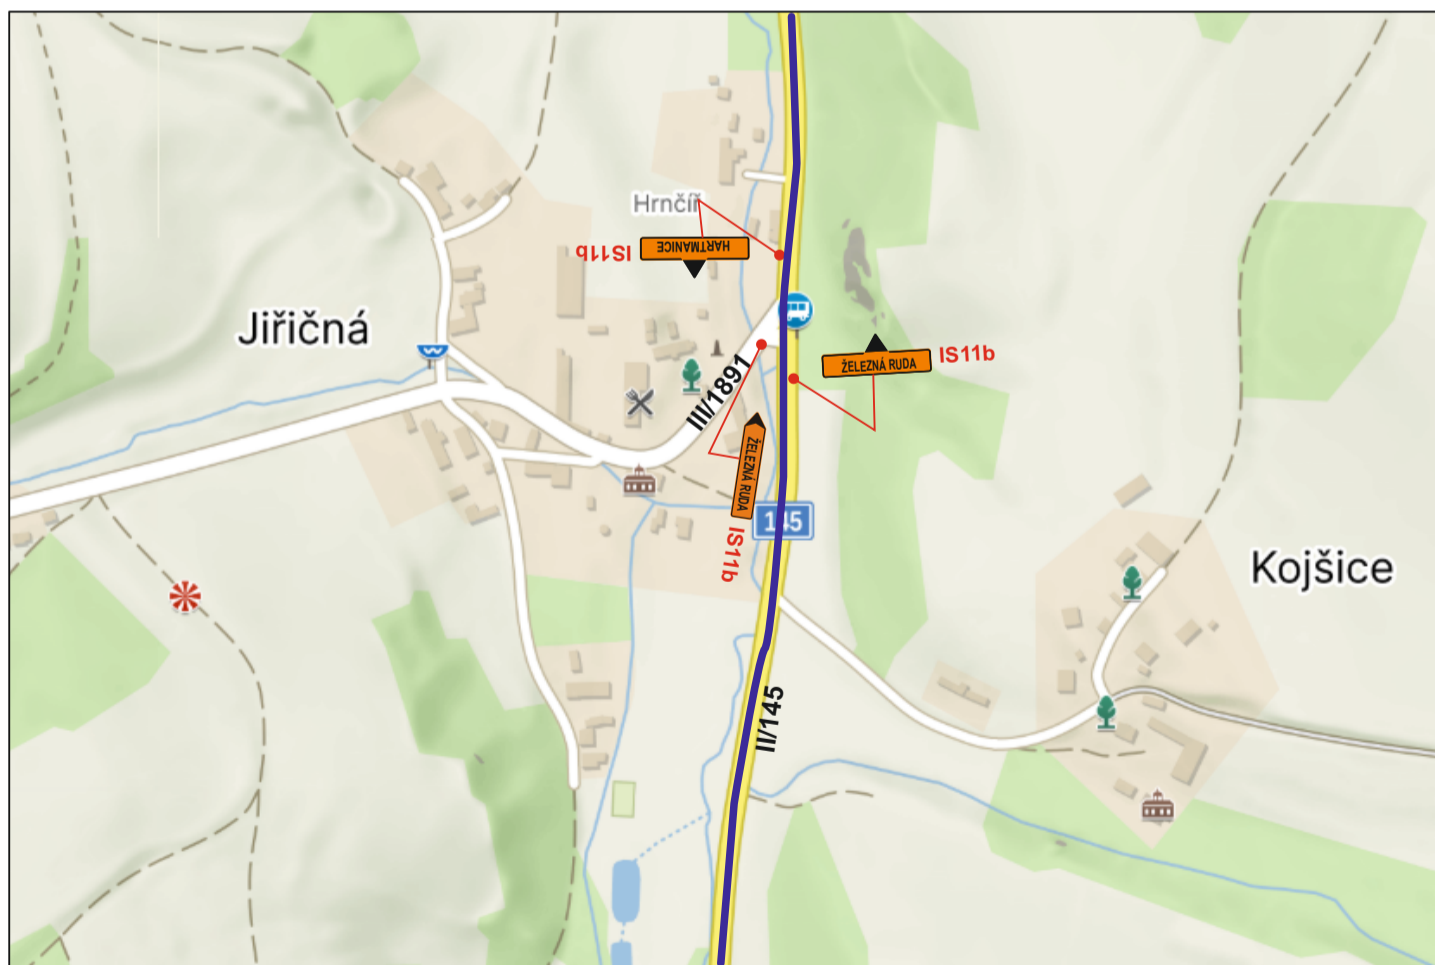 Hrnčíř
IS11b
HARTMANICE
Jiřičná
III/1891
ŽELEZNÁ RUDA
IS11b
ŽELEZNÁ RUDA
IS11b
145
Kojšice
II/145